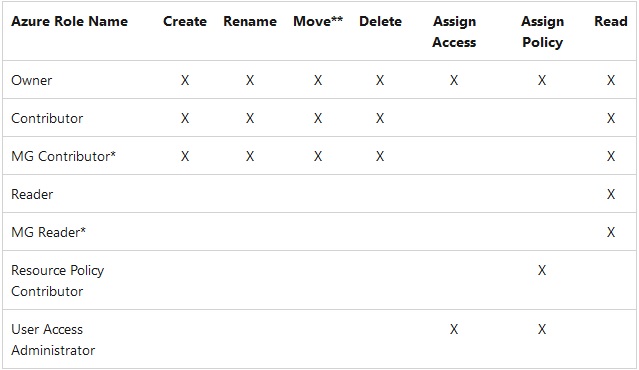 Azure Role Name Create Rename Move** Delete Assign Access Assign Policy Read
Owner X X X X X X X
Contributor X X X X X
MG Contributor* X X X X X
Reader X
MG Reader* X
Resource Policy Contributor X
User Access Administrator X X